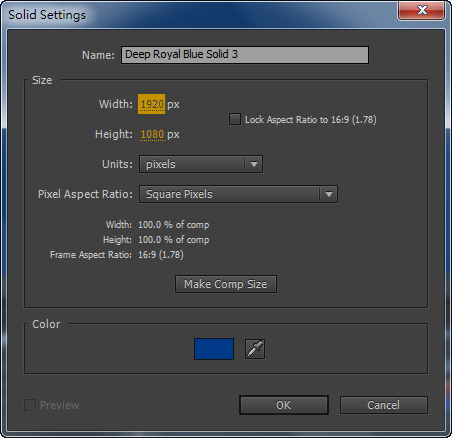 Solid Settings
Name: Deep Royal Blue Solid 3
Size
Width: 1920 px
Lock Aspect Ratio to 16:9 (1.78)
Height: 1080 px
Units: pixels
Pixel Aspect Ratio: Square Pixels
Width: 100.0 % of comp
Height: 100.0 % of comp
Frame Aspect Ratio: 16:9 (1.78)
Make Comp Size
Color
Preview OK Cancel